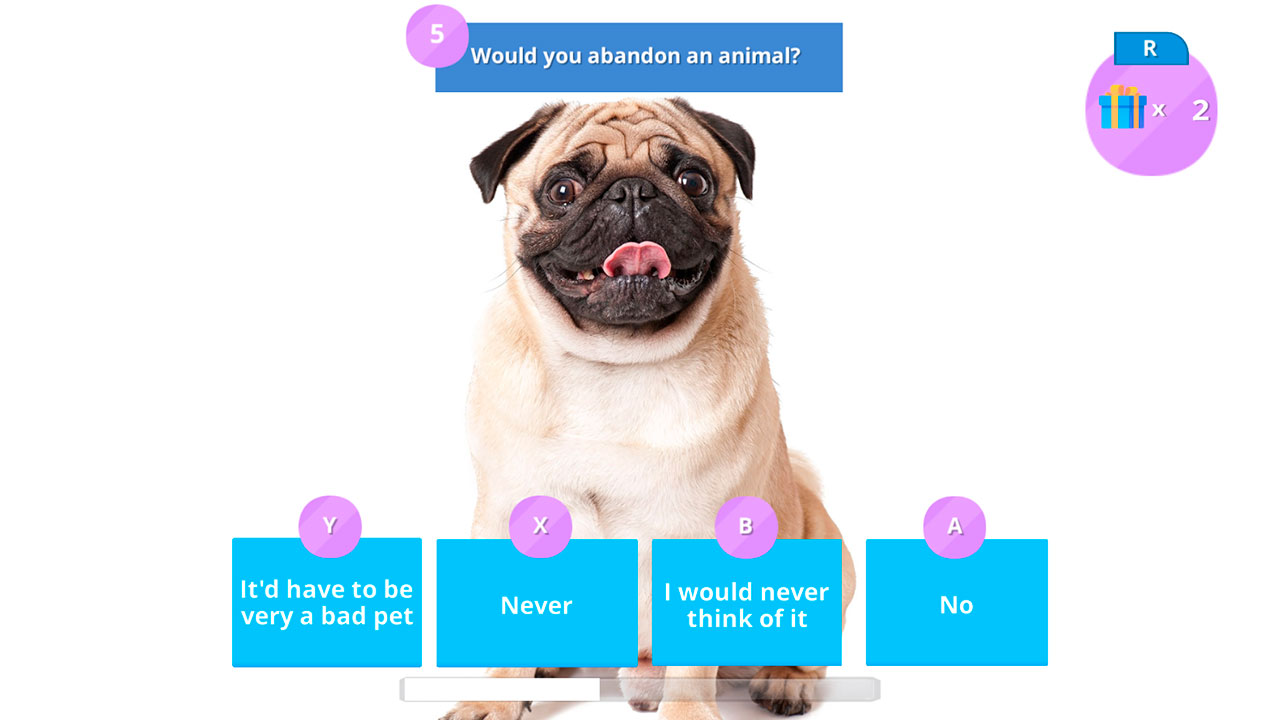 5
Would you abandon an animal?
R
x 2
Y
X
B
A
It'd have to be
very a bad pet
Never
I would never
think of it
No